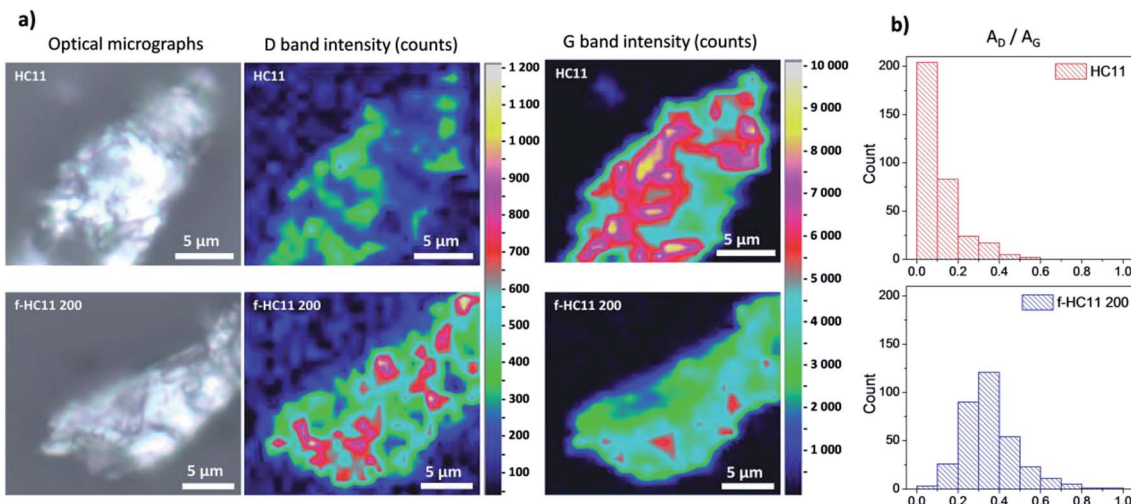 a)
Optical micrographs
D band intensity (counts)
G band intensity (counts)
HC11
5 µm
HC11
5 µm
1 200
1 100
1 000
900
800
700
600
500
400
300
200
100
HC11
5 µm
10 000
9 000
8 000
7 000
6 000
5 000
4 000
3 000
2 000
1 000
f-HC11 200
5 µm
f-HC11 200
5 µm
f-HC11 200
5 µm
b)
A_D / A_G
HC11
Count
200
150
100
50
0
0.0 0.2 0.4 0.6 0.8 1.0
f-HC11 200
Count
200
150
100
50
0
0.0 0.2 0.4 0.6 0.8 1.0